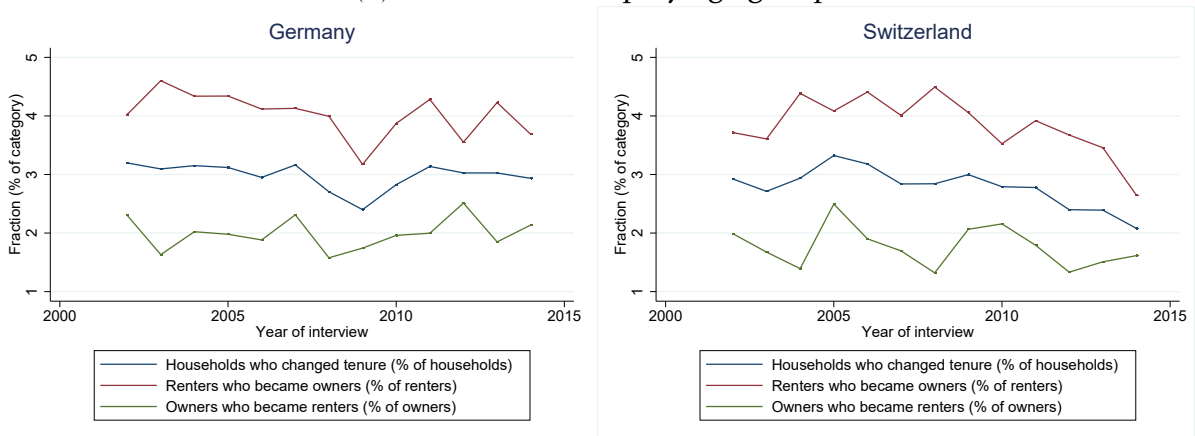 Germany
Fraction (% of category)
5
4
3
2
1
2000 2005 2010 2015
Year of interview
Households who changed tenure (% of households)
Renters who became owners (% of renters)
Owners who became renters (% of owners)
Switzerland
Fraction (% of category)
5
4
3
2
1
2000 2005 2010 2015
Year of interview
Households who changed tenure (% of households)
Renters who became owners (% of renters)
Owners who became renters (% of owners)